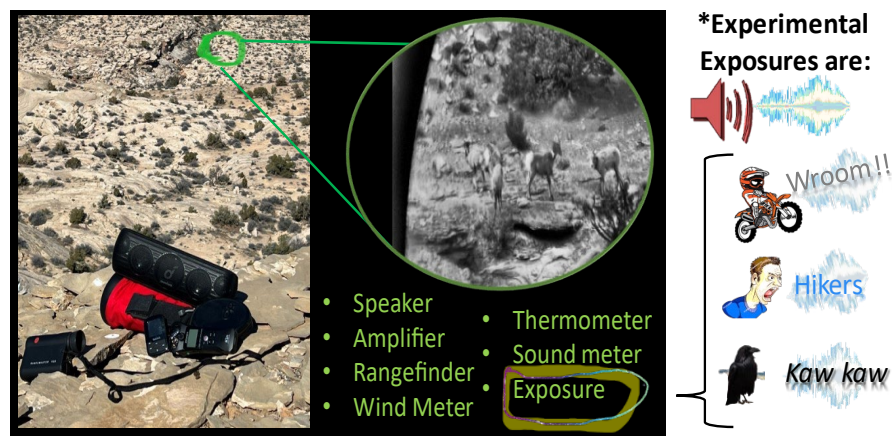 *Experimental
Exposures are:
• Speaker
• Amplifier
• Rangefinder
• Wind Meter
• Thermometer
• Sound meter
• Exposure
Wroom !!
Hikers
Kaw kaw